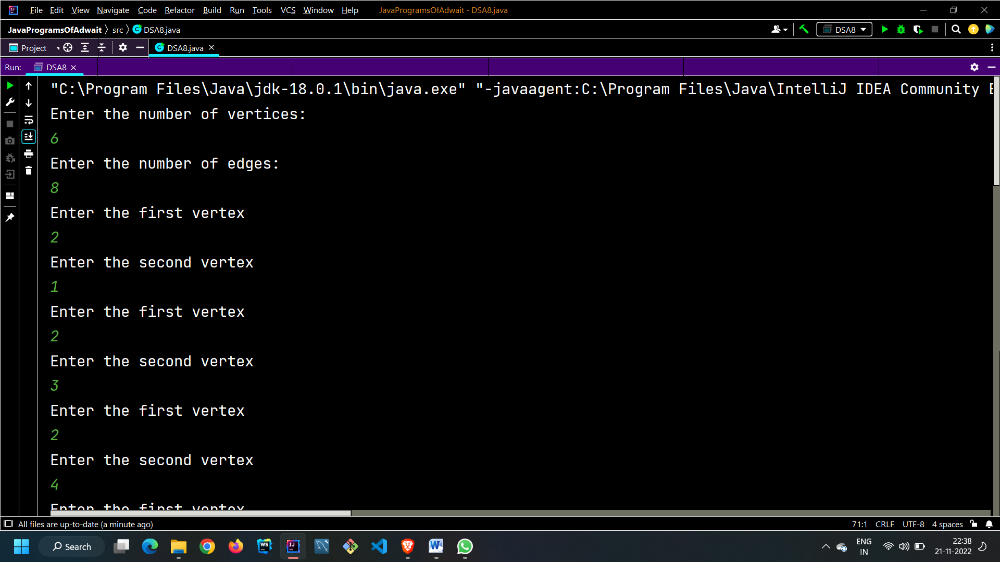 File Edit View Navigate Code Refactor Build Run Tools VCS Window Help JavaProgramsOfAdwait - DSA8.java
JavaProgramsOfAdwait src DSA8.java DSA8
Project DSA8.java
Run: DSA8
"C:\Program Files\Java\jdk-18.0.1\bin\java.exe" "-javaagent:C:\Program Files\Java\IntelliJ IDEA Community E
Enter the number of vertices:
6
Enter the number of edges:
8
Enter the first vertex
2
Enter the second vertex
1
Enter the first vertex
2
Enter the second vertex
3
Enter the first vertex
2
Enter the second vertex
4
Enter the first vertex
All files are up-to-date (a minute ago) 71:1 CRLF UTF-8 4 spaces
Search WS IJ W ENG 22:38
IN 21-11-2022